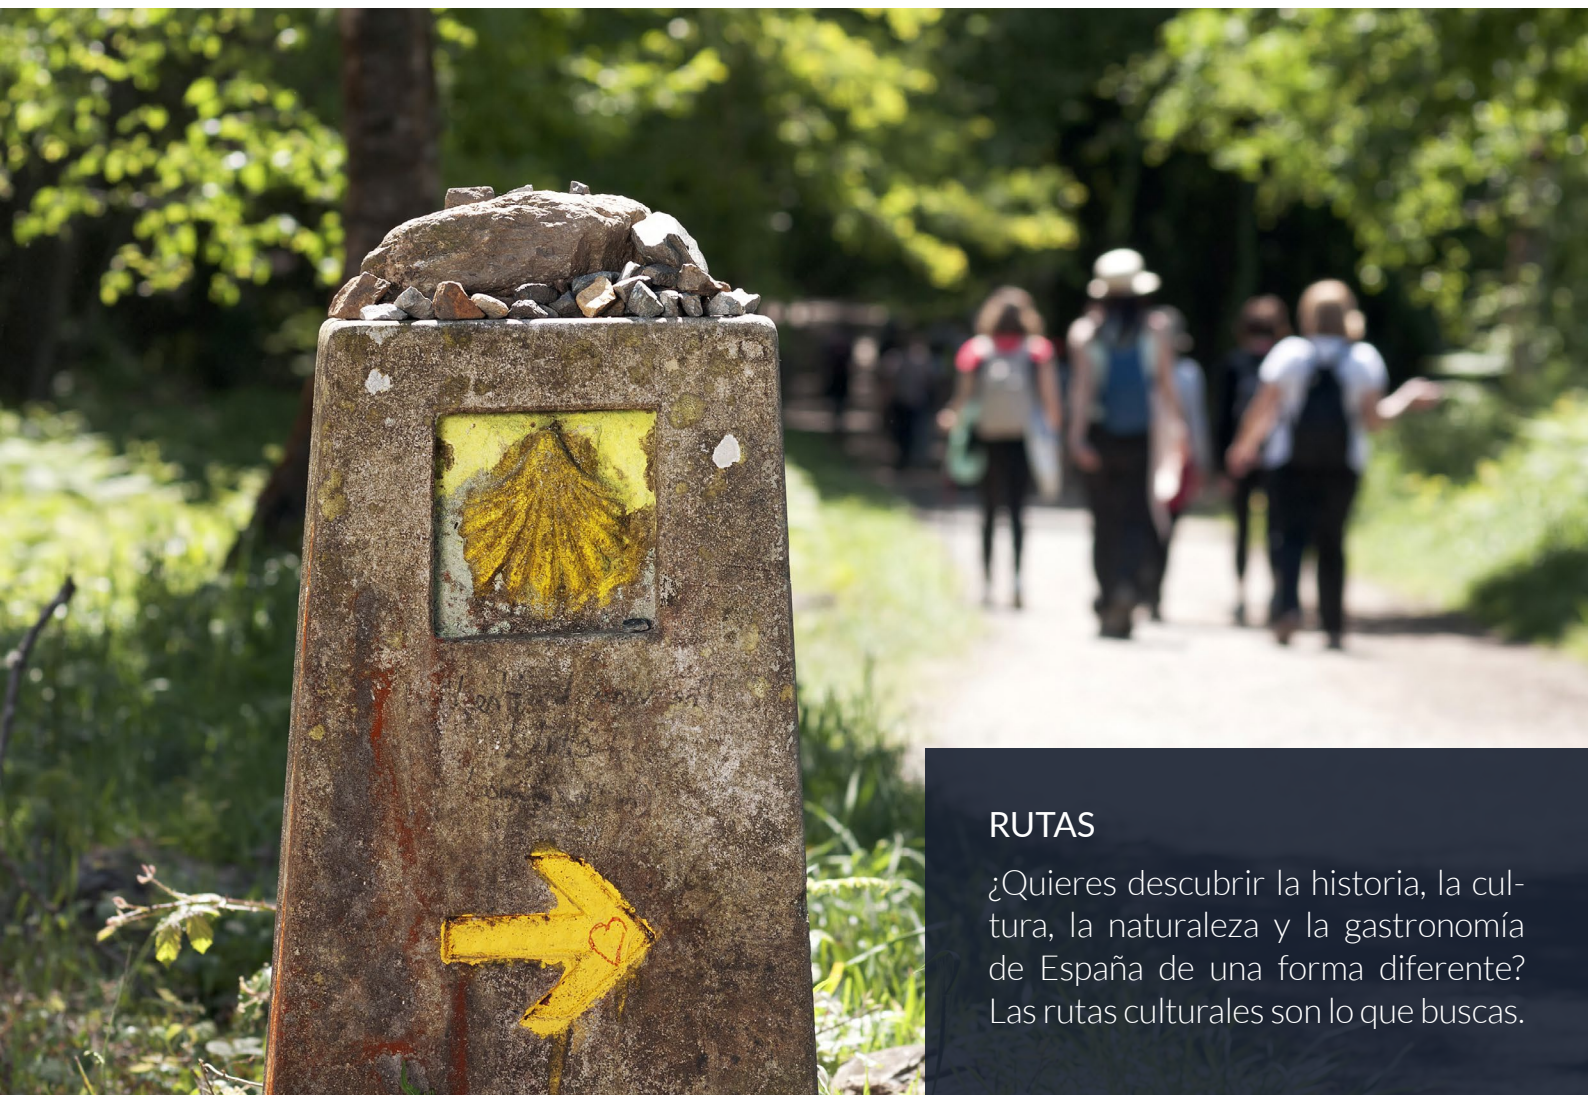 RUTAS
¿Quieres descubrir la historia, la cul-
tura, la naturaleza y la gastronomía
de España de una forma diferente?
Las rutas culturales son lo que buscas.